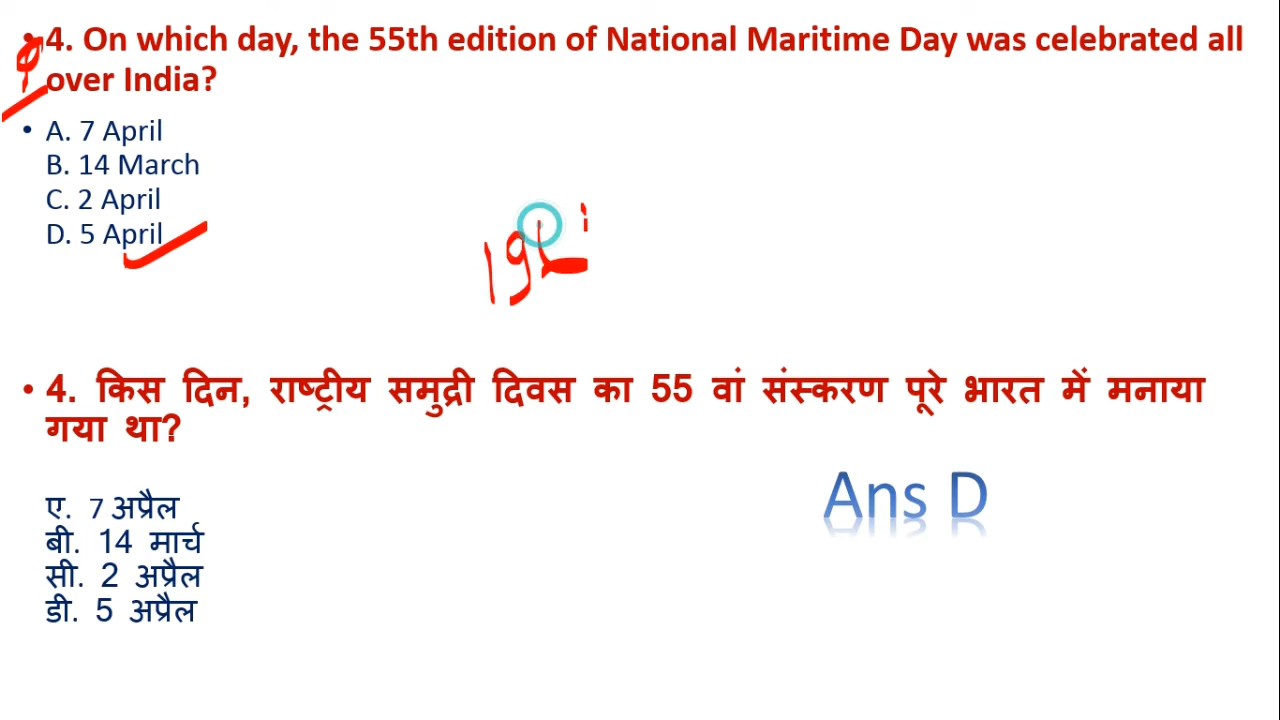 • 4. On which day, the 55th edition of National Maritime Day was celebrated all
over India?
• A. 7 April
B. 14 March
C. 2 April
D. 5 April
• 4. किस दिन, राष्ट्रीय समुद्री दिवस का 55 वां संस्करण पूरे भारत में मनाया
गया था?
Ans D
ए. 7 अप्रैल
बी. 14 मार्च
सी. 2 अप्रैल
डी. 5 अप्रैल